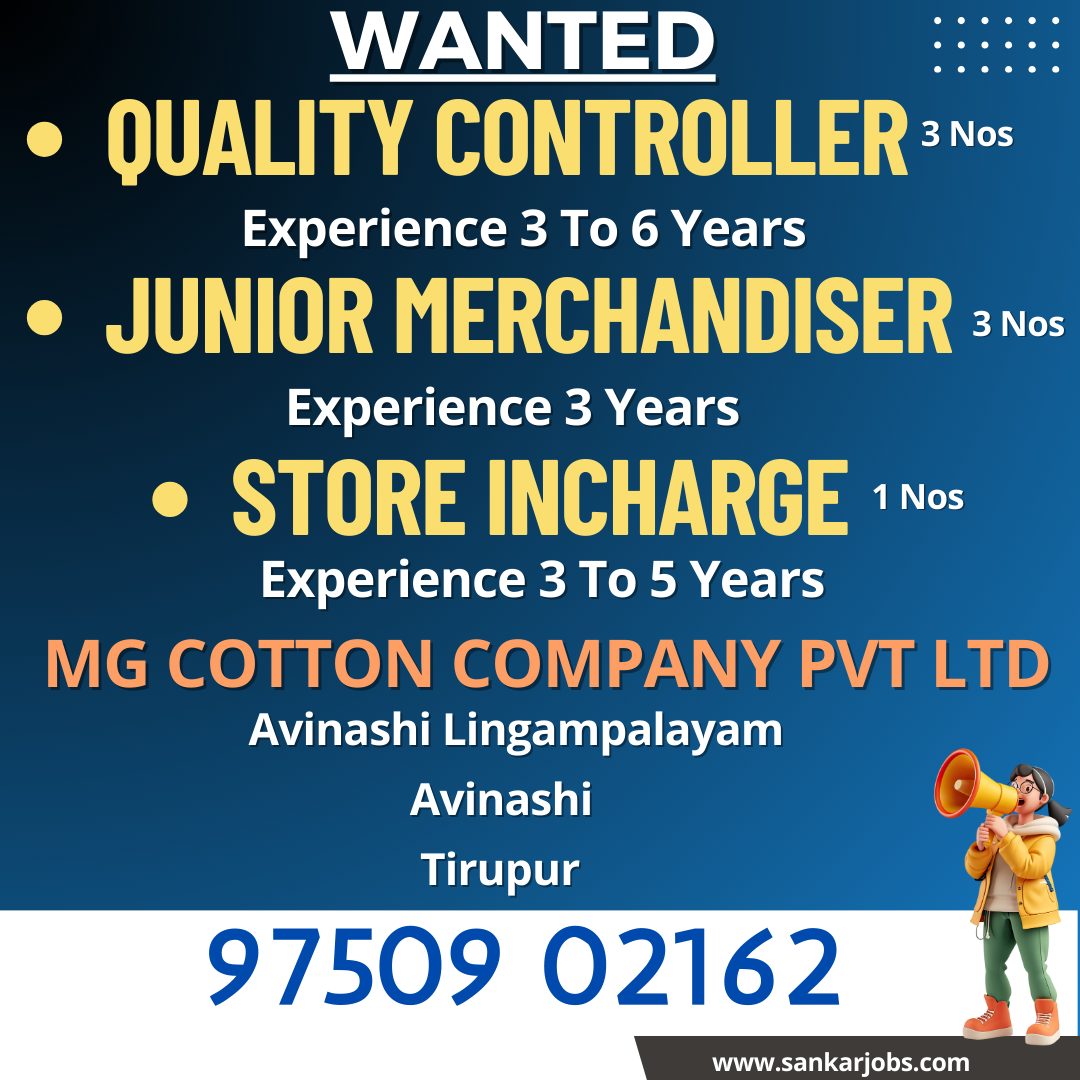 WANTED
• QUALITY CONTROLLER 3 Nos
Experience 3 To 6 Years
• JUNIOR MERCHANDISER 3 Nos
Experience 3 Years
• STORE INCHARGE 1 Nos
Experience 3 To 5 Years
MG COTTON COMPANY PVT LTD
Avinashi Lingampalayam
Avinashi
Tirupur
97509 02162
www.sankarjobs.com